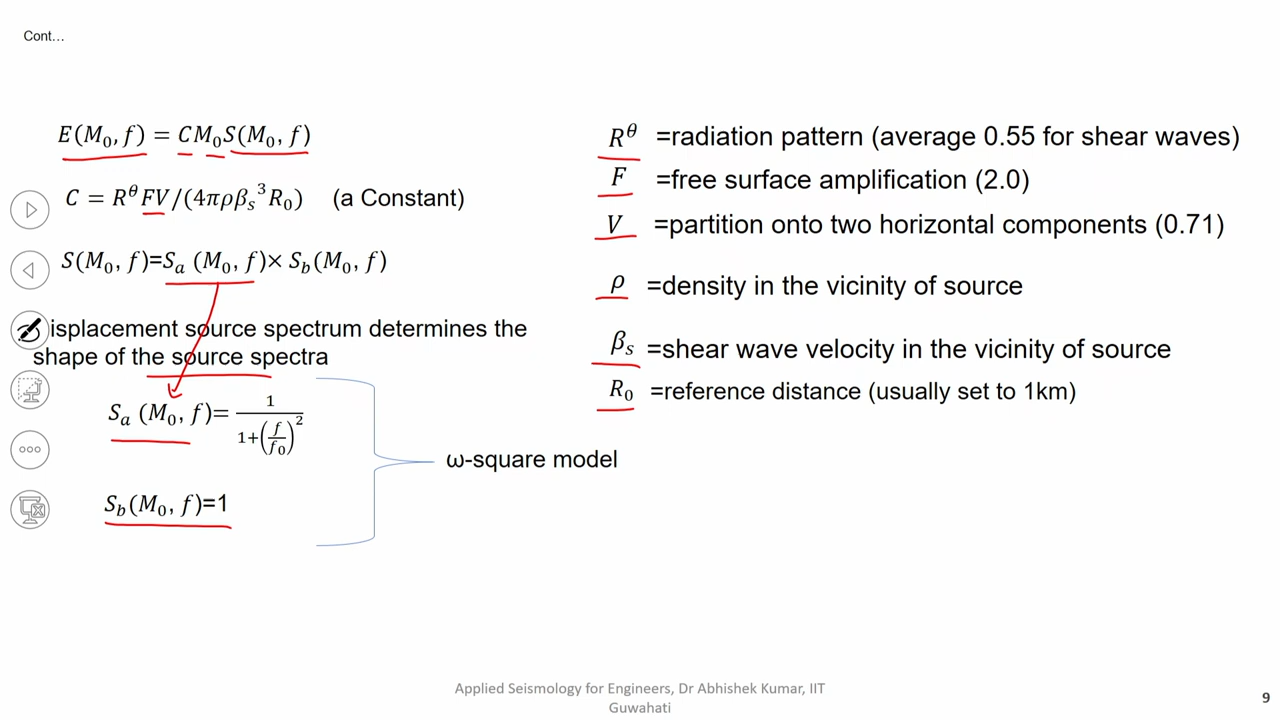 Cont…
E(M₀, f) = CM₀S(M₀, f)
C = R^θFV/(4πρβₛ³R₀) (a Constant)
S(M₀, f)=Sₐ (M₀, f)× S_b(M₀, f)
isplacement source spectrum determines the
shape of the source spectra
Sₐ (M₀, f)= 1/(1+(f/f₀)²)
S_b(M₀, f)=1
ω-square model
R^θ =radiation pattern (average 0.55 for shear waves)
F =free surface amplification (2.0)
V =partition onto two horizontal components (0.71)
ρ =density in the vicinity of source
βₛ =shear wave velocity in the vicinity of source
R₀ =reference distance (usually set to 1km)
Applied Seismology for Engineers, Dr Abhishek Kumar, IIT
Guwahati
9